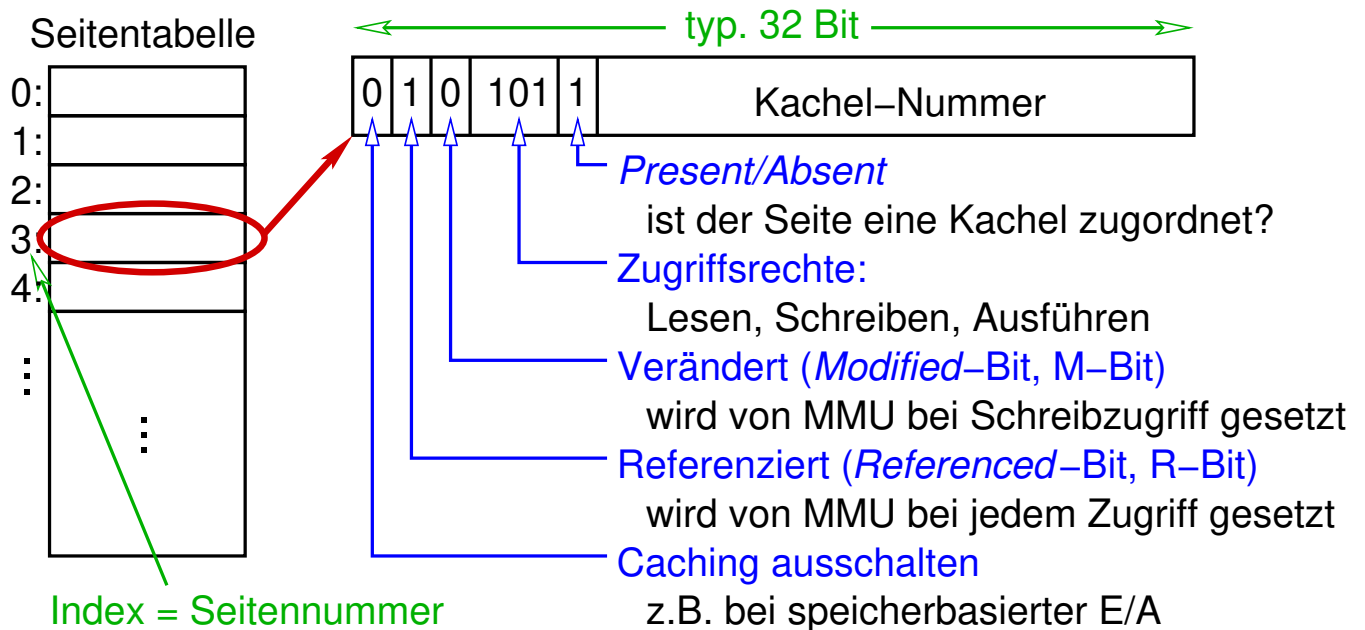 typ. 32 Bit
Seitentabelle
0:
1:
2:
3:
4:
0 1 0 101 1 Kachel–Nummer
Present/Absent
ist der Seite eine Kachel zugordnet?
Zugriffsrechte:
Lesen, Schreiben, Ausführen
Verändert (Modified–Bit, M–Bit)
wird von MMU bei Schreibzugriff gesetzt
Referenziert (Referenced–Bit, R–Bit)
wird von MMU bei jedem Zugriff gesetzt
Caching ausschalten
z.B. bei speicherbasierter E/A
Index = Seitennummer